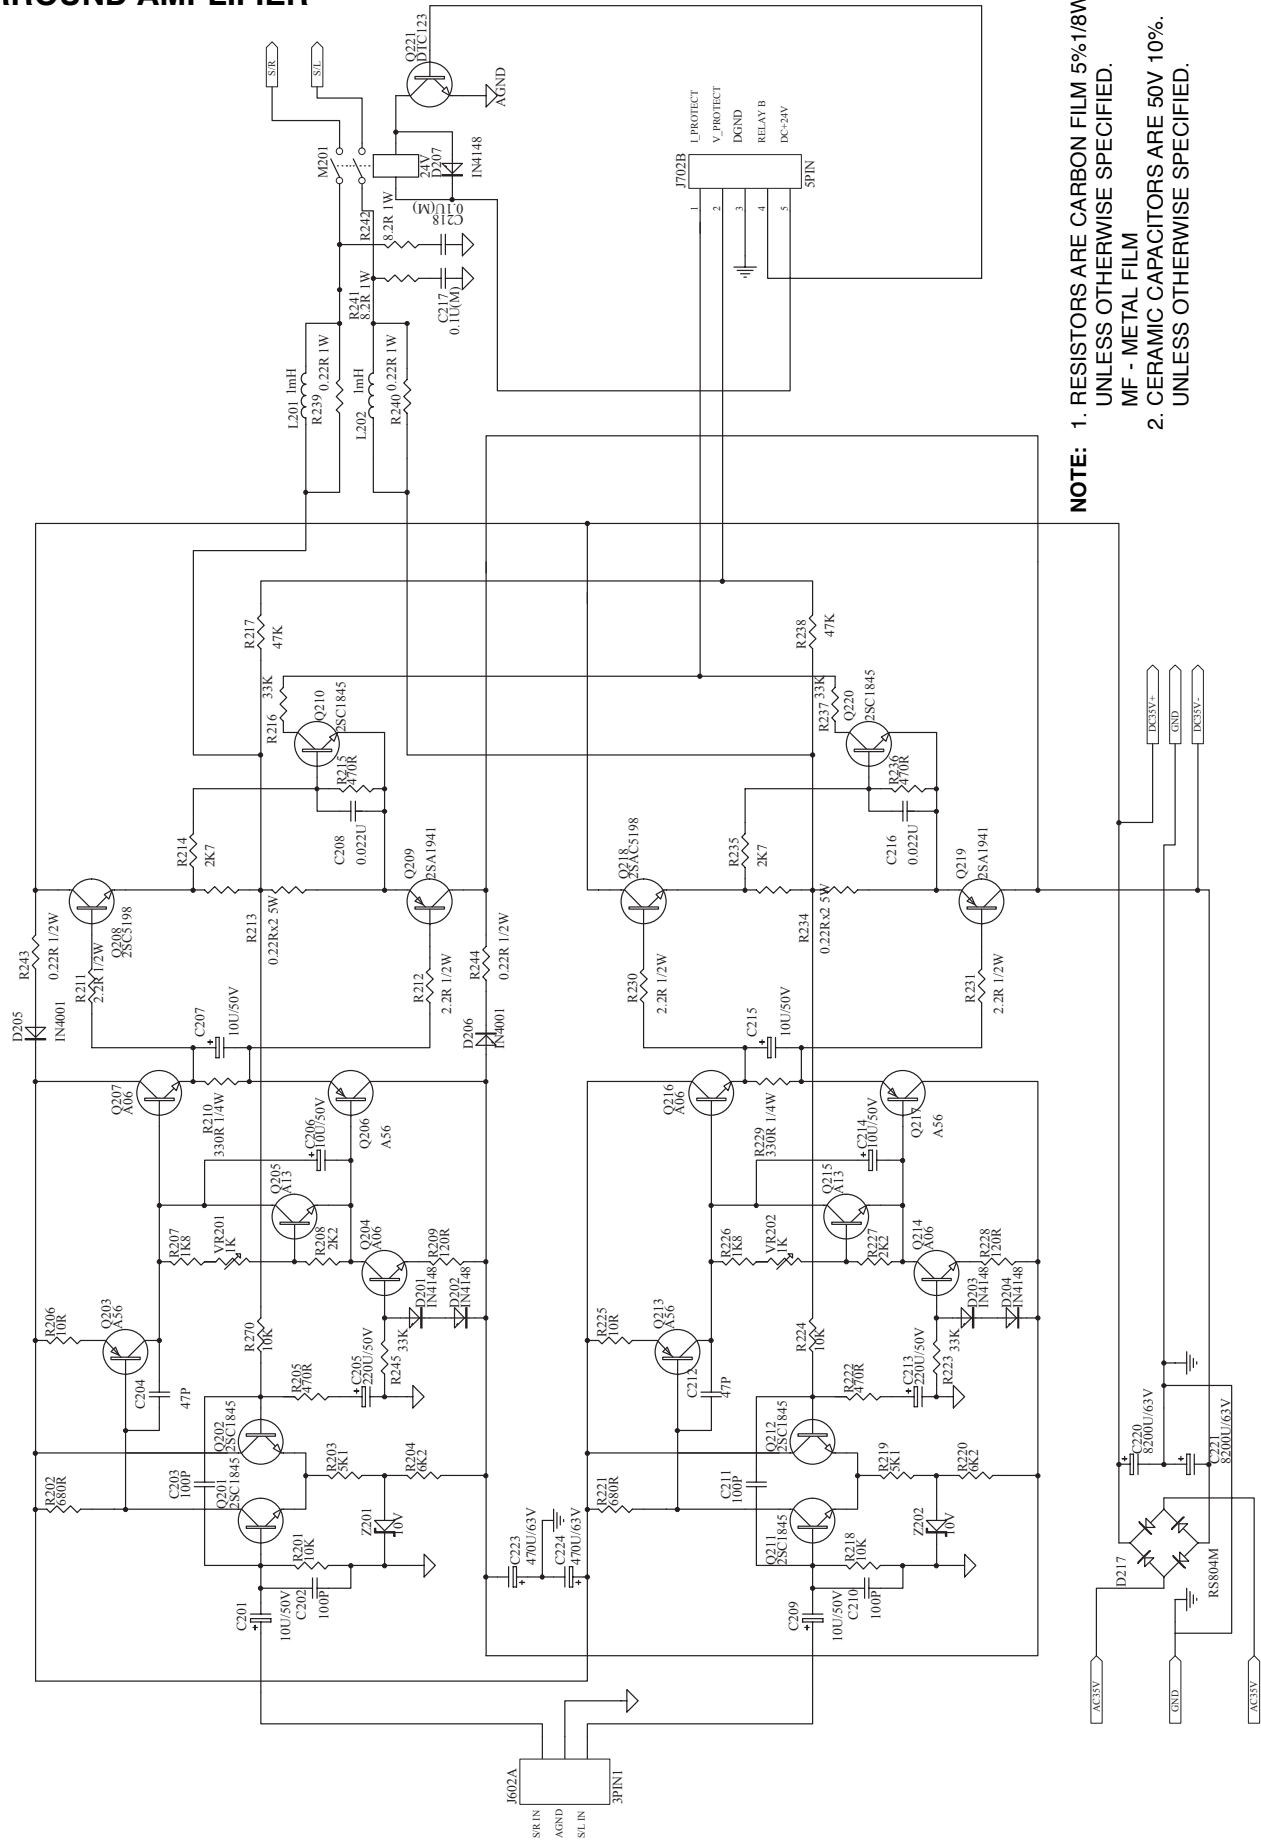 AROUND AMPLIFIER
S/R
S/L
Q221
DTC123
AGND
M201
24V
D207
IN4148
C218
0.1U(M)
R242
8.2R 1W
R241
8.2R 1W
C217
0.1U(M)
J702B
I_PROTECT
V_PROTECT
DGND
RELAY B
DC+24V
5PIN
1
2
3
4
5
L201 1mH
R239 0.22R 1W
L202 1mH
R240 0.22R 1W
NOTE: 1. RESISTORS ARE CARBON FILM 5%1/8W
UNLESS OTHERWISE SPECIFIED.
MF - METAL FILM
2. CERAMIC CAPACITORS ARE 50V 10%.
UNLESS OTHERWISE SPECIFIED.
R217
47K
R238
47K
33K
R216
Q210
2SC1845
R215
470R
C208
0.022U
R214
2K7
33K
R237
Q220
2SC1845
R236
470R
C216
0.022U
R235
2K7
R243
0.22R 1/2W
Q208
2SC5198
R211
2.2R 1/2W
R213
0.22Rx2 5W
Q209
2SA1941
R212
2.2R 1/2W
R244
0.22R 1/2W
Q218
2SAC5198
R230
2.2R 1/2W
R234
0.22Rx2 5W
Q219
2SA1941
R231
2.2R 1/2W
DC35V+
GND
DC35V-
D205
IN4001
C207
10U/50V
D206
IN4001
C215
10U/50V
Q207
A06
R210
330R 1/4W
C206
10U/50V
Q206
A56
Q216
A06
R229
330R 1/4W
C214
10U/50V
Q217
A56
Q205
A13
R207
1K8
VR201
1K
R208
2K2
Q204
A06
R209
120R
D201
IN4148
D202
IN4148
Q215
A13
R226
1K8
VR202
1K
R227
2K2
Q214
A06
R228
120R
D203
IN4148
D204
IN4148
R206
10R
Q203
A56
R270
10K
R205
470R
C205
220U/50V
R245
33K
C204
47P
R225
10R
Q213
A56
R224
10K
R222
470R
C213
220U/50V
R223
33K
C212
47P
R202
680R
C203
100P
Q202
2SC1845
Q201
2SC1845
R203
5K1
R204
6K2
Z201
10V
R201
10K
C202
100P
C201
10U/50V
C223
470U/63V
C224
470U/63V
R221
680R
C211
100P
Q212
2SC1845
Q211
2SC1845
R219
5K1
R220
6K2
Z202
10V
R218
10K
C210
100P
C209
10U/50V
C220
8200U/63V
C221
8200U/63V
D217
RS804M
AC35V
GND
AC35V
J602A
S/R IN
AGND
S/L IN
3PIN1